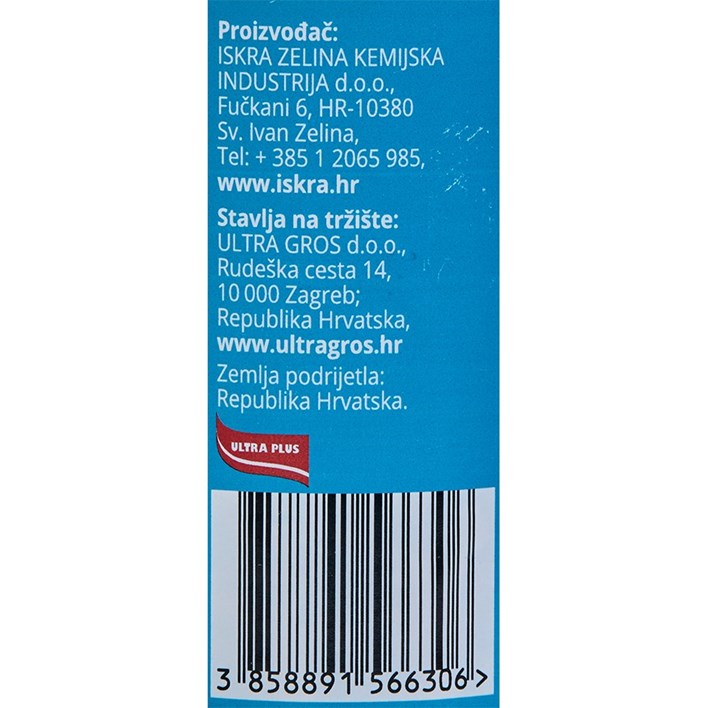 Proizvođač:
ISKRA ZELINA KEMIJSKA
INDUSTRIJA d.o.o.,
Fučkani 6, HR-10380
Sv. Ivan Zelina,
Tel: + 385 1 2065 985,
www.iskra.hr
Stavlja na tržište:
ULTRA GROS d.o.o.,
Rudeška cesta 14,
10 000 Zagreb;
Republika Hrvatska,
www.ultragros.hr
Zemlja podrijetla:
Republika Hrvatska.
ULTRA PLUS
3 858891 566306 >